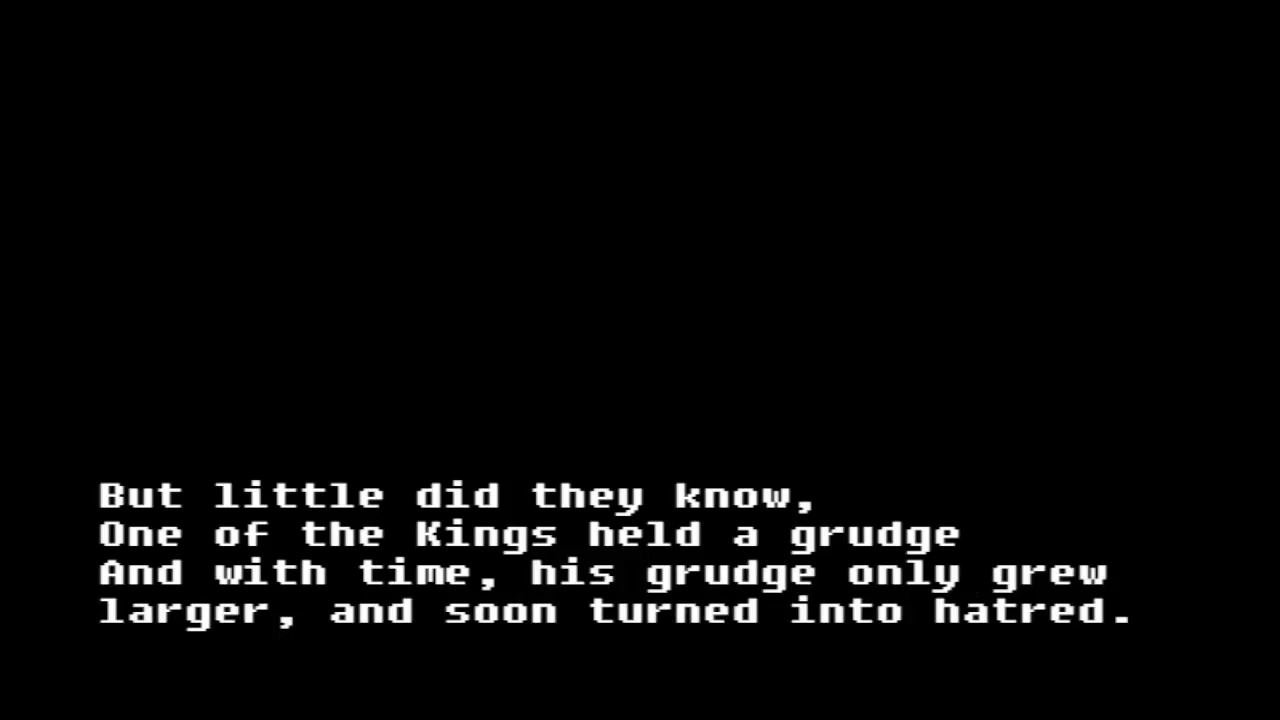 But little did they know,
One of the Kings held a grudge
And with time, his grudge only grew
larger, and soon turned into hatred.